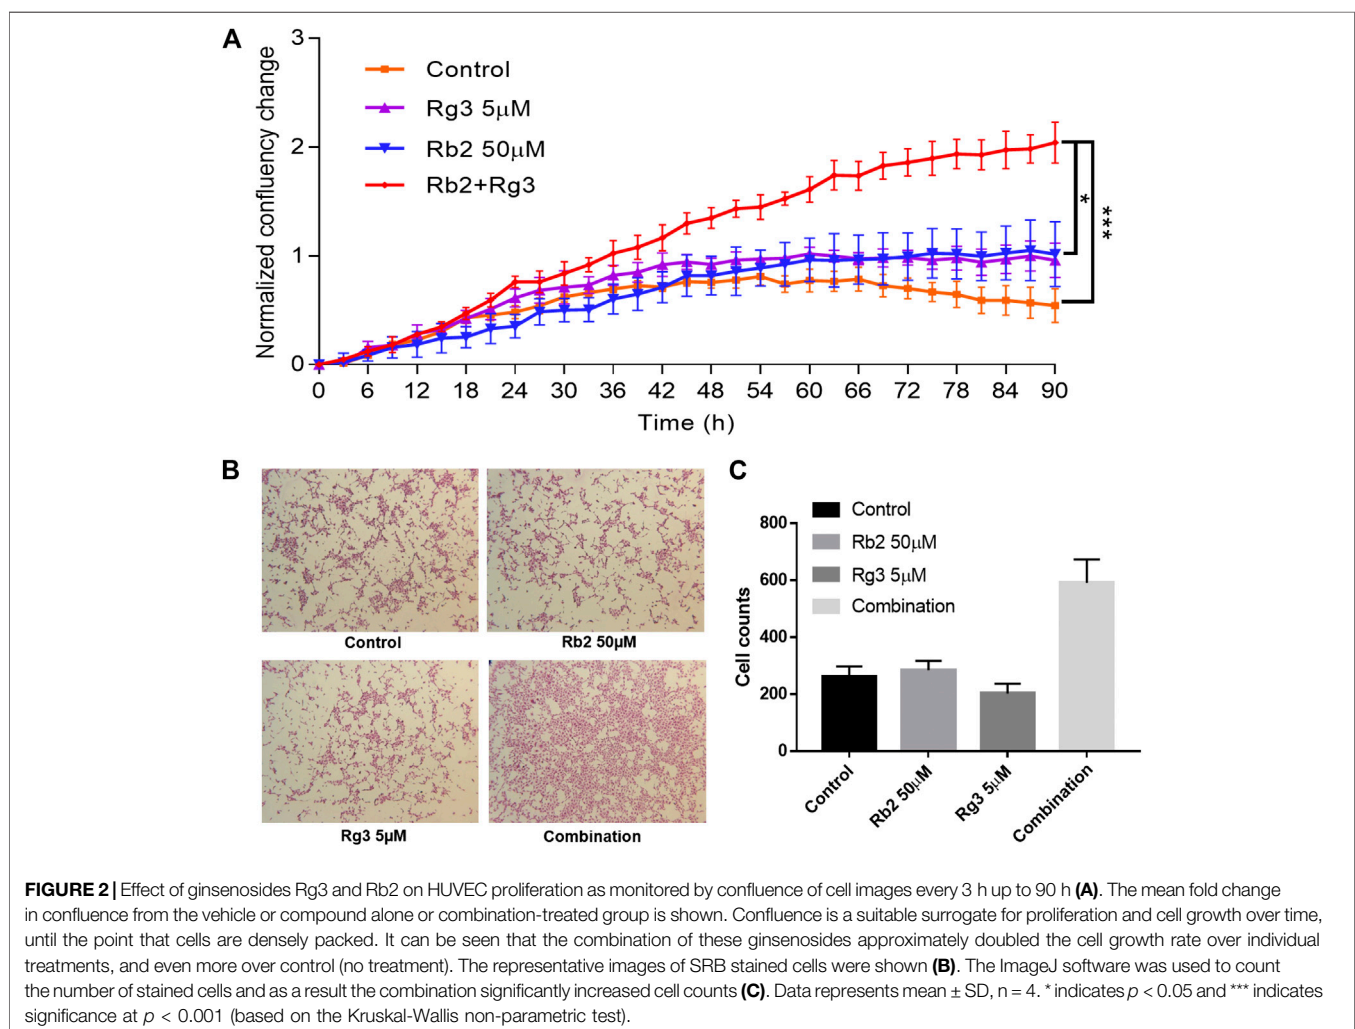 A
Normalized confluency change
3
2
1
0
Control
Rg3 5μM
Rb2 50μM
Rb2+Rg3
*
***
0 6 12 18 24 30 36 42 48 54 60 66 72 78 84 90
Time (h)
B
Control
Rb2 50μM
Rg3 5μM
Combination
C
Control
Rb2 50μM
Rg3 5μM
Combination
Cell counts
800
600
400
200
0
Control
Rb2 50μM
Rg3 5μM
Combination
FIGURE 2 | Effect of ginsenosides Rg3 and Rb2 on HUVEC proliferation as monitored by confluence of cell images every 3 h up to 90 h (A). The mean fold change
in confluence from the vehicle or compound alone or combination-treated group is shown. Confluence is a suitable surrogate for proliferation and cell growth over time,
until the point that cells are densely packed. It can be seen that the combination of these ginsenosides approximately doubled the cell growth rate over individual
treatments, and even more over control (no treatment). The representative images of SRB stained cells were shown (B). The ImageJ software was used to count
the number of stained cells and as a result the combination significantly increased cell counts (C). Data represents mean ± SD, n = 4. * indicates p < 0.05 and *** indicates
significance at p < 0.001 (based on the Kruskal-Wallis non-parametric test).